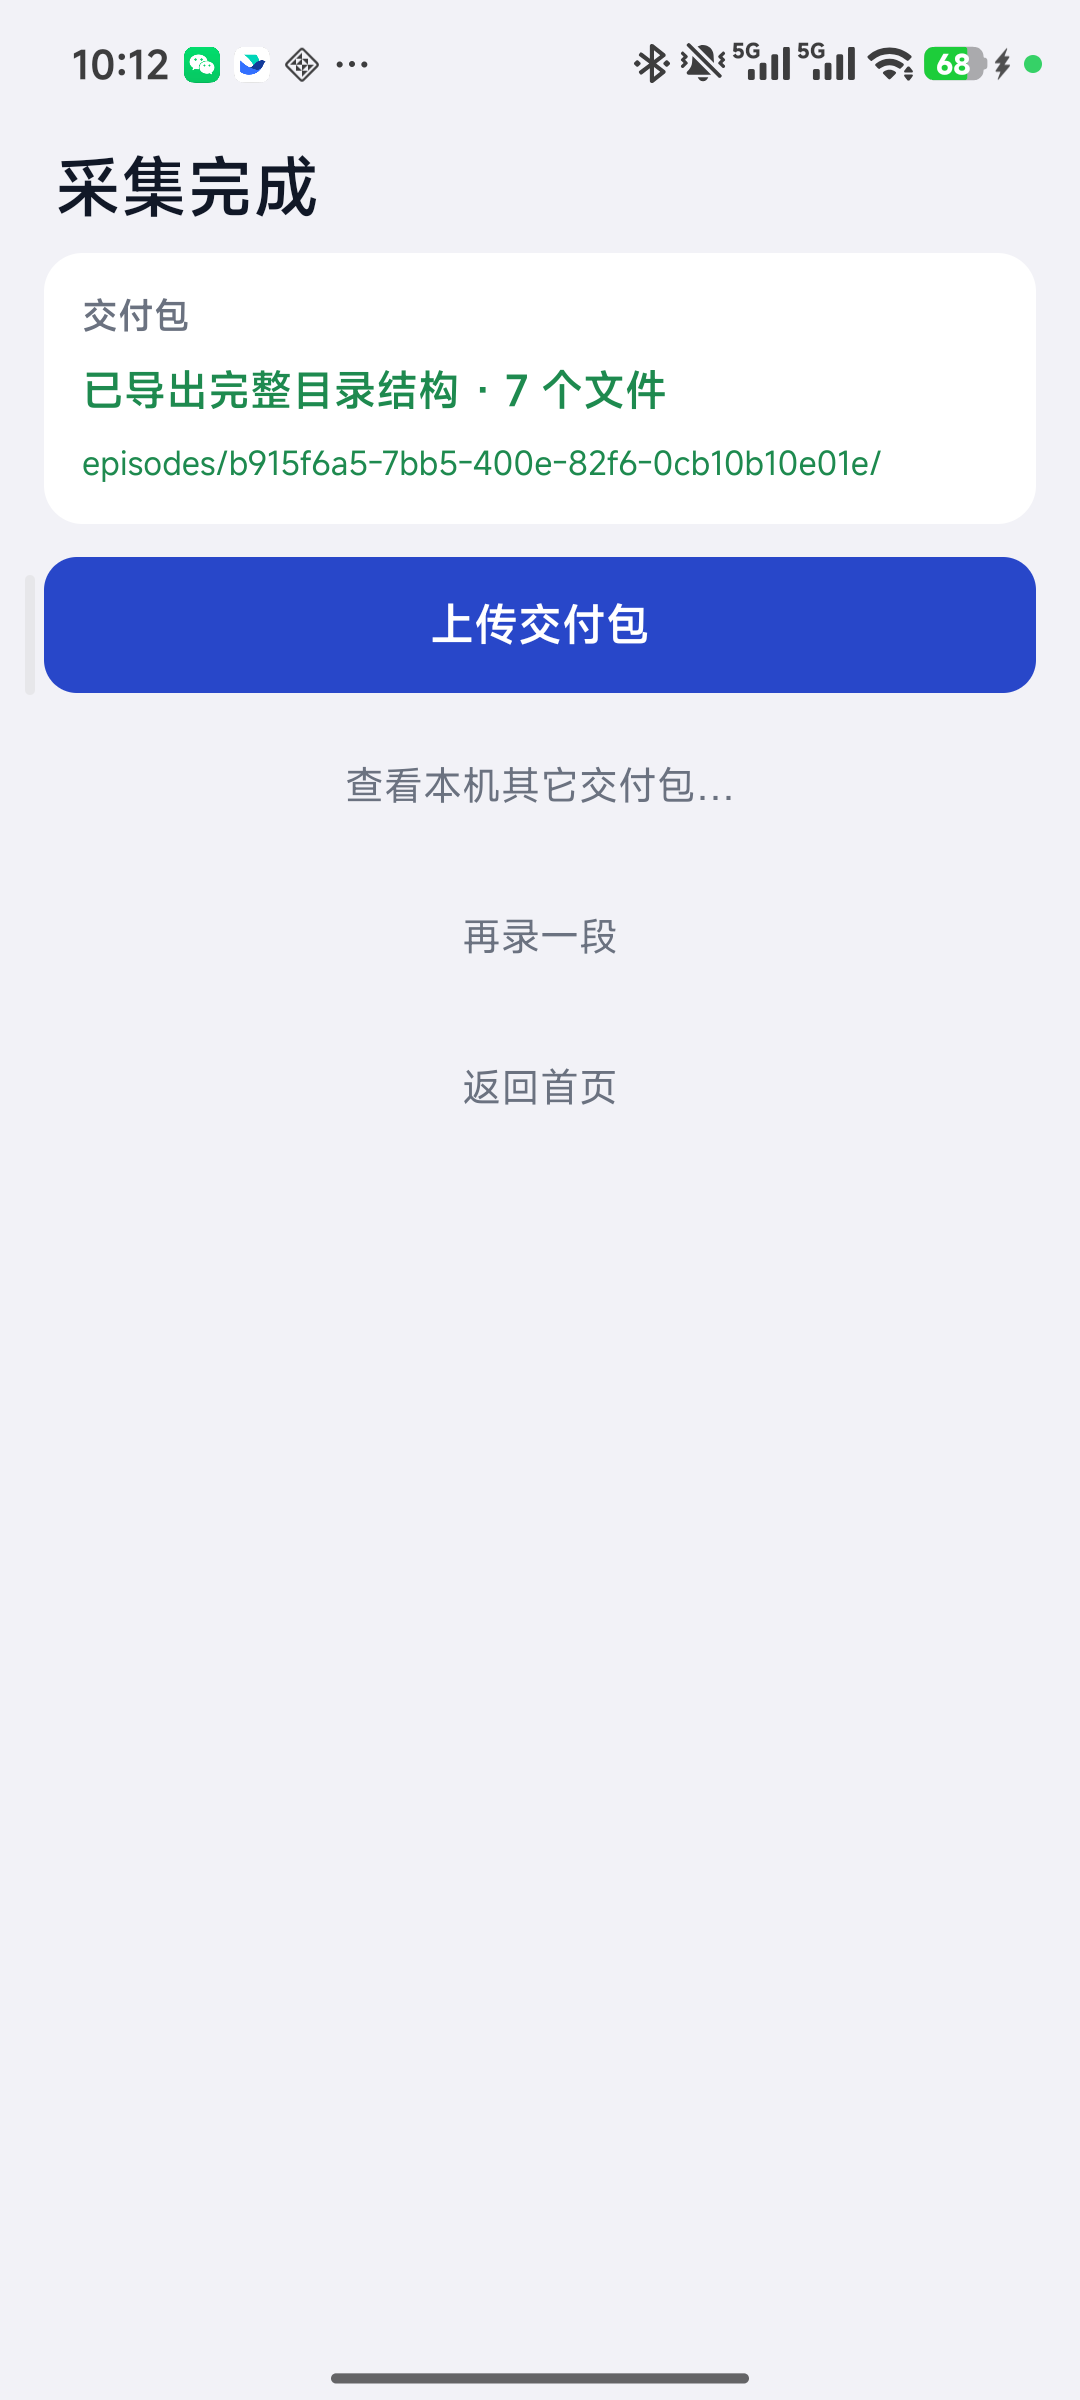 10:12
5G 5G 68
采集完成
交付包
已导出完整目录结构 · 7 个文件
episodes/b915f6a5-7bb5-400e-82f6-0cb10b10e01e/
上传交付包
查看本机其它交付包...
再录一段
返回首页